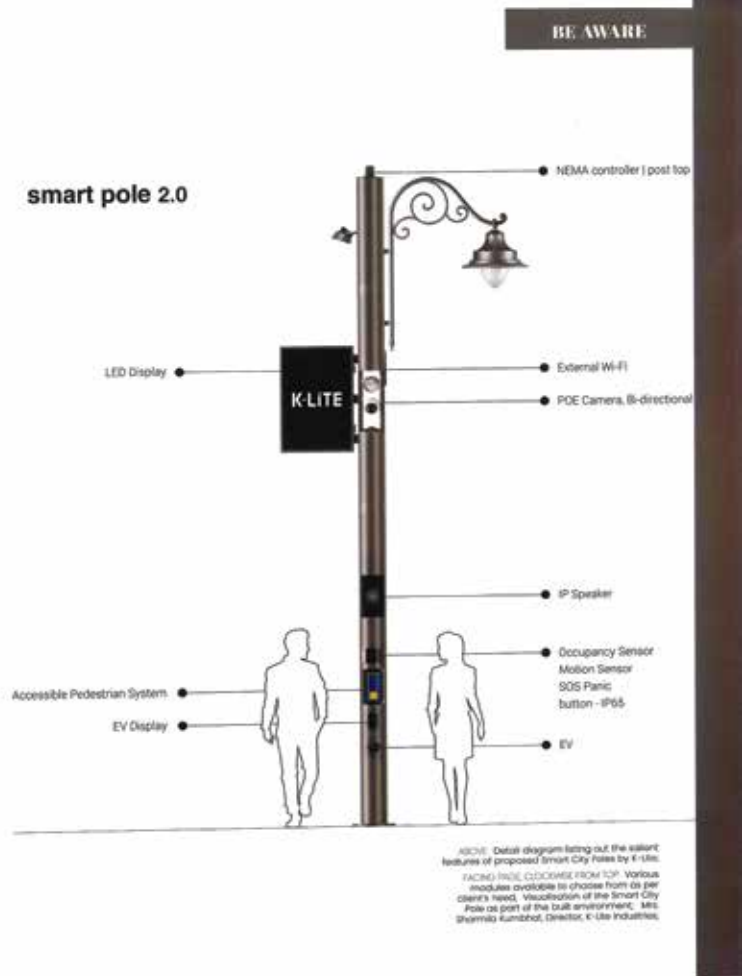 BE AWARE
smart pole 2.0
NEMA controller | post top
LED Display
K-LiTE
External Wi-Fi
POE Camera, Bi-directional
IP Speaker
Occupancy Sensor
Motion Sensor
SOS Panic
button - IP65
Accessible Pedestrian System
EV Display
EV
ABOVE: Detail diagram listing out the salient
features of proposed Smart City Poles by K-Lite;
FACING PAGE, CLOCKWISE FROM TOP: Various
modules available to choose from as per
client's need; Visualisation of the Smart City
Pole as part of the built environment; Mrs.
Sharmila Kumbhat, Director, K-Lite Industries;